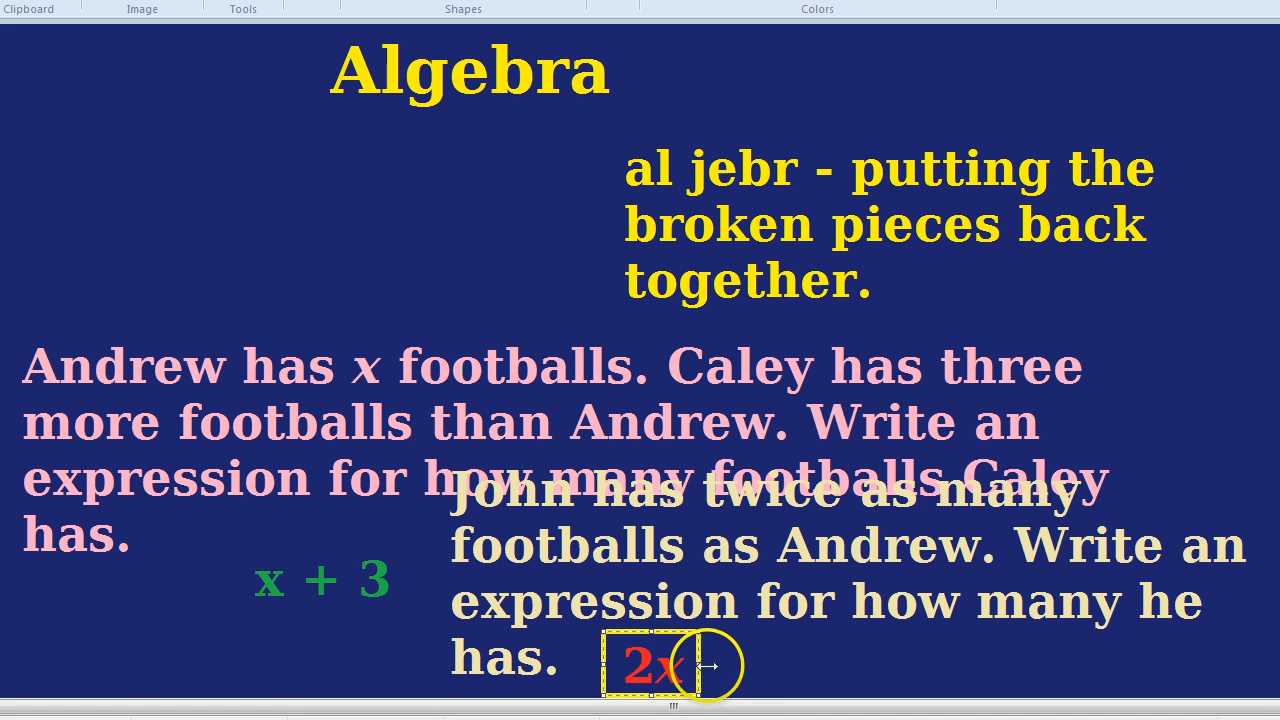 Clipboard Image Tools Shapes Colors
Algebra
al jebr - putting the
broken pieces back
together.
Andrew has x footballs. Caley has three
more footballs than Andrew. Write an
expression for how many footballs Caley
has.
x + 3
John has twice as many
footballs as Andrew. Write an
expression for how many he
has.
2x